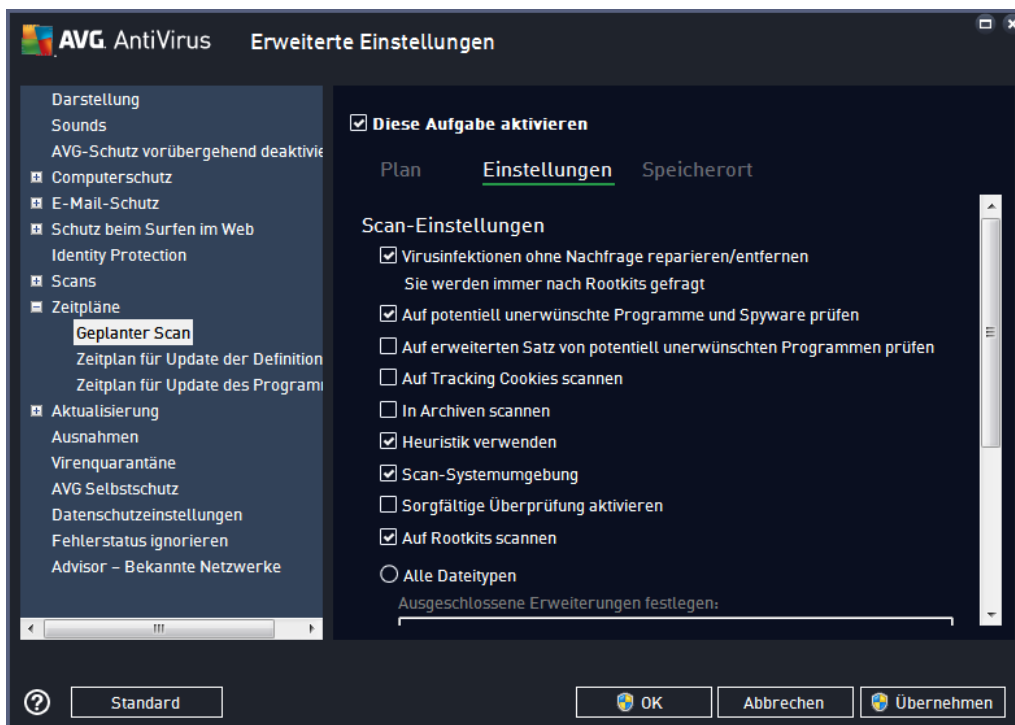 AVG AntiVirus Erweiterte Einstellungen
Darstellung
Sounds
AVG-Schutz vorübergehend deaktivie
Computerschutz
E-Mail-Schutz
Schutz beim Surfen im Web
Identity Protection
Scans
Zeitpläne
Geplanter Scan
Zeitplan für Update der Definition
Zeitplan für Update des Program
Aktualisierung
Ausnahmen
Virenquarantäne
AVG Selbstschutz
Datenschutzeinstellungen
Fehlerstatus ignorieren
Advisor – Bekannte Netzwerke
Diese Aufgabe aktivieren
Plan Einstellungen Speicherort
Scan-Einstellungen
Virusinfektionen ohne Nachfrage reparieren/entfernen
Sie werden immer nach Rootkits gefragt
Auf potentiell unerwünschte Programme und Spyware prüfen
Auf erweiterten Satz von potentiell unerwünschten Programmen prüfen
Auf Tracking Cookies scannen
In Archiven scannen
Heuristik verwenden
Scan-Systemumgebung
Sorgfältige Überprüfung aktivieren
Auf Rootkits scannen
Alle Dateitypen
Ausgeschlossene Erweiterungen festlegen:
Standard OK Abbrechen Übernehmen